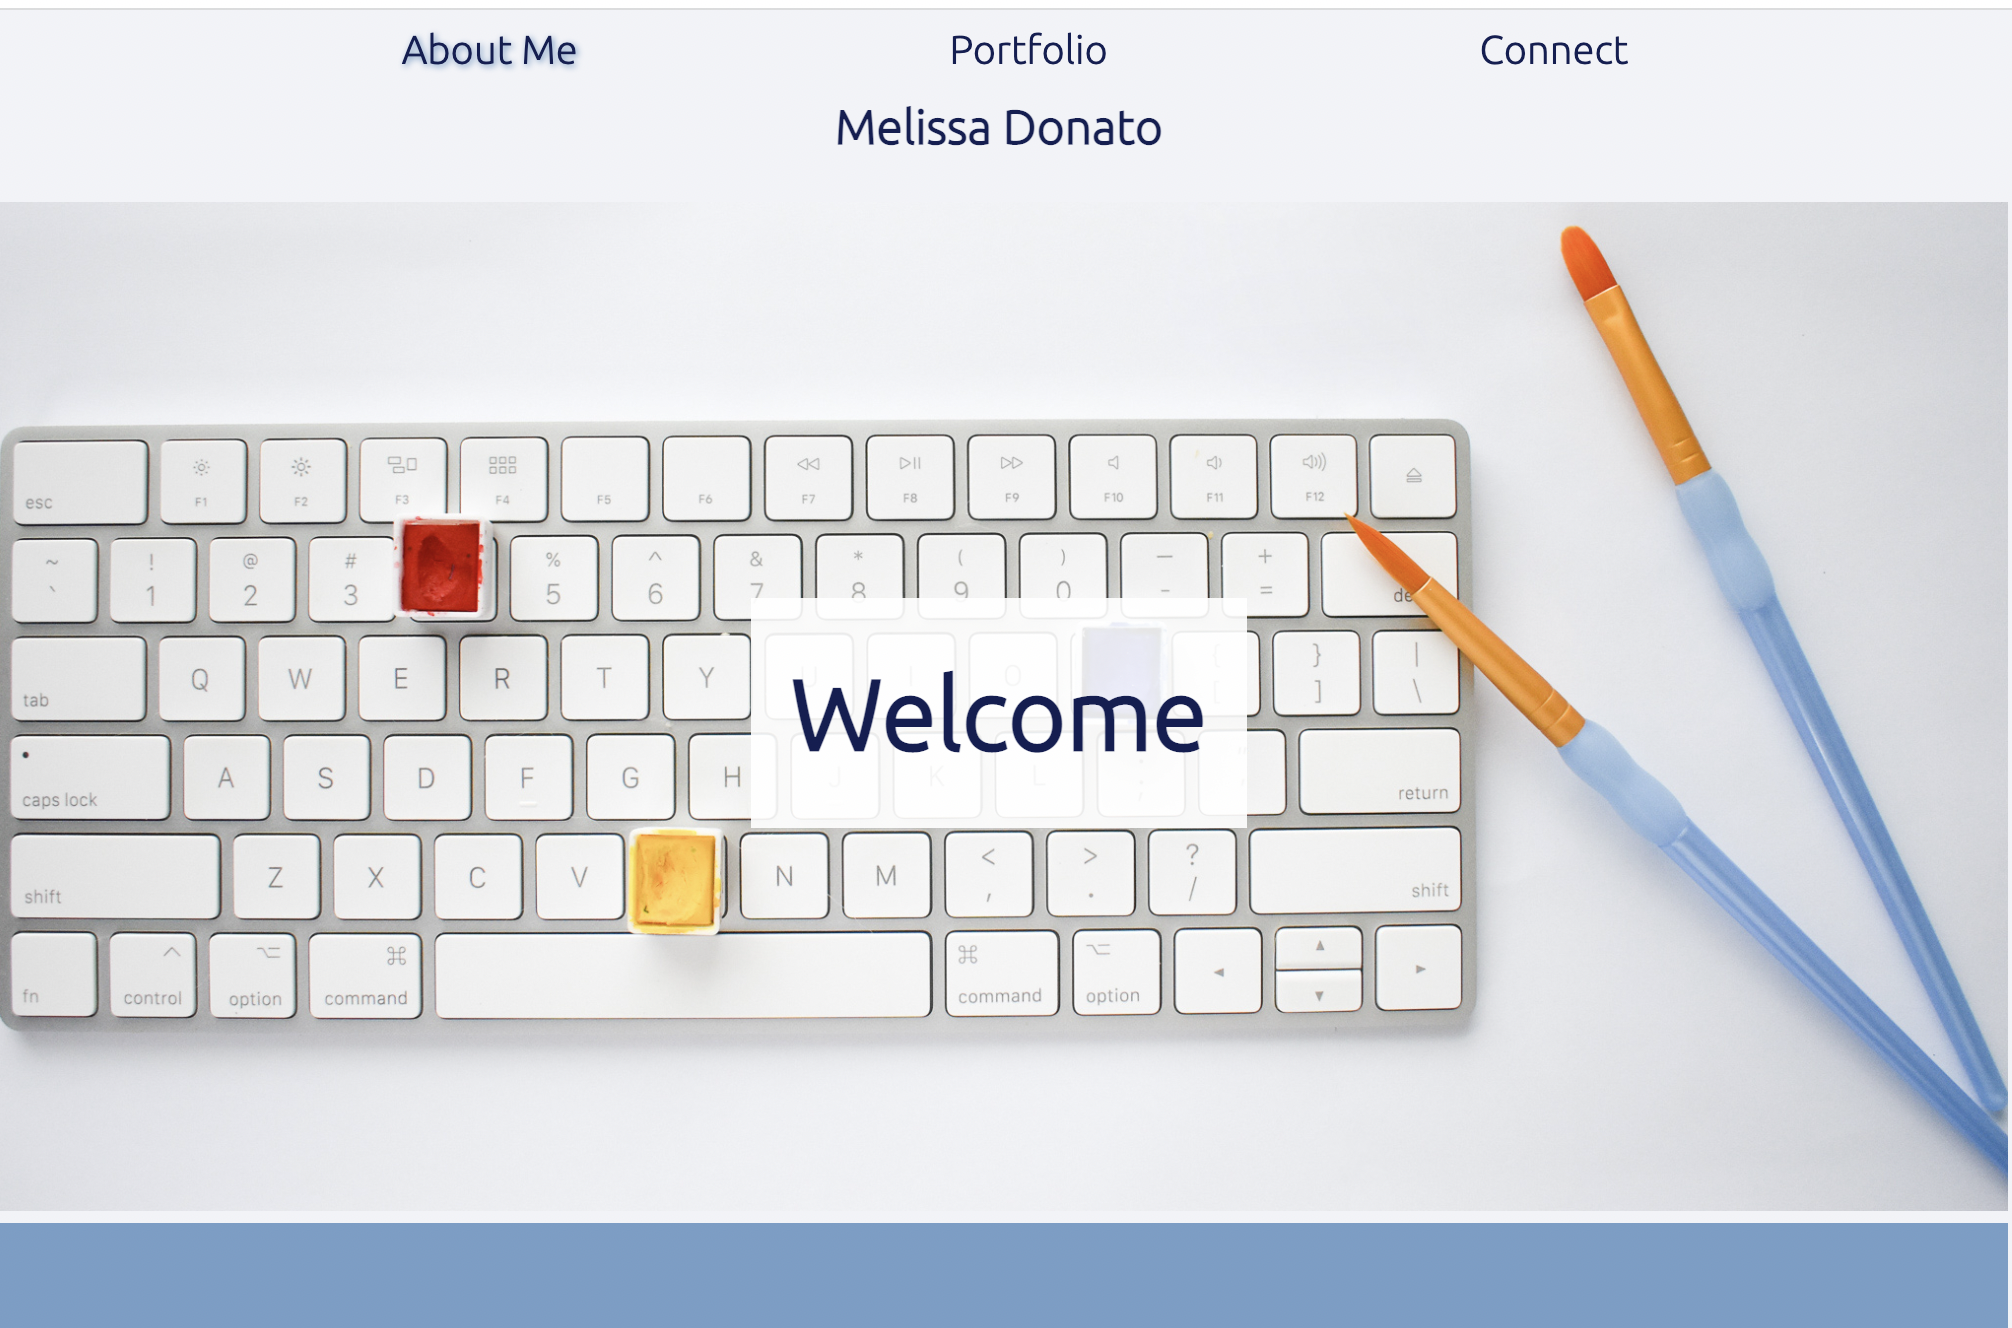 About Me Portfolio Connect
Melissa Donato
esc F1 F2 F3 F4 F5 F6 F7 F8 F9 F10 F11 F12
~ ! @ # % ^ & * ( ) — +
` 1 2 3 5 6 7 8 9 0 - =
tab Q W E R T Y U I O { [ } ] | \
Welcome
caps lock A S D F G H J K L : ; return
shift Z X C V N M < , > . ? / shift
fn control option command command option